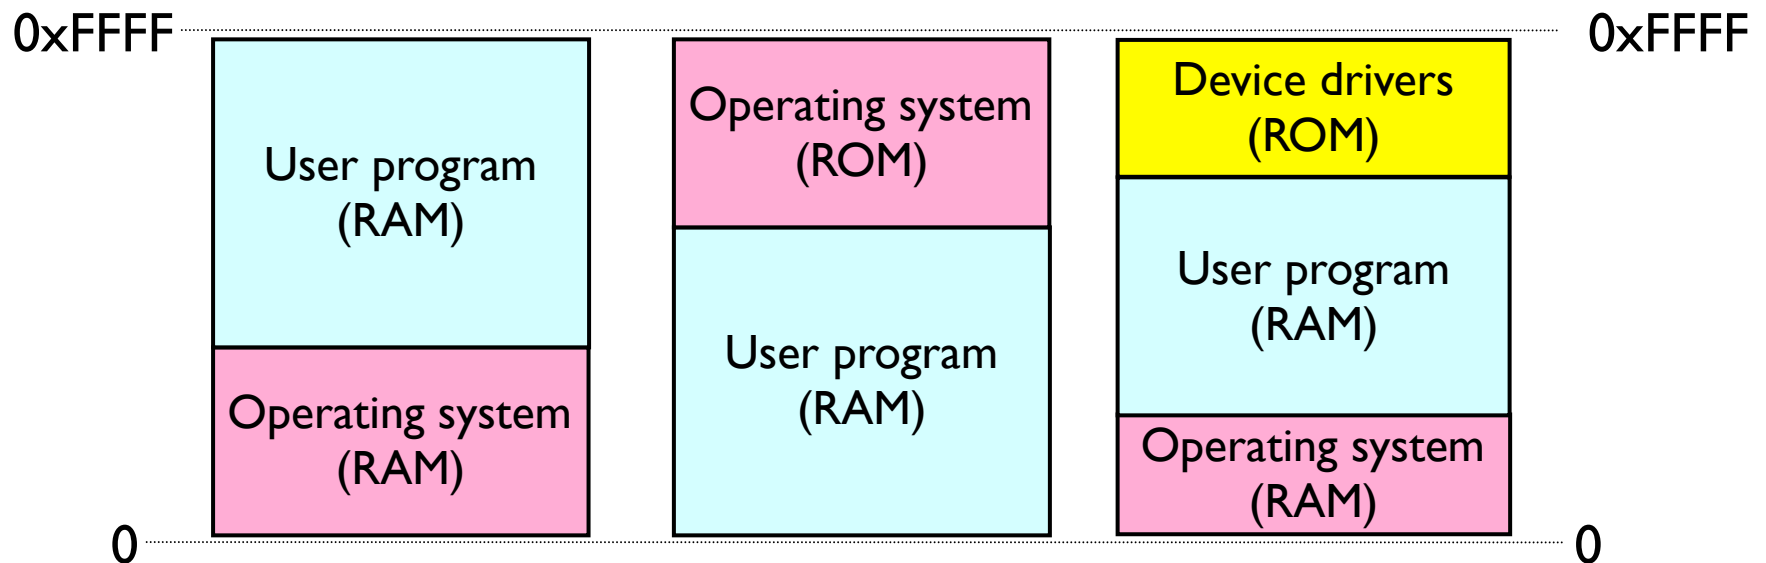 0xFFFF
0xFFFF
User program
(RAM)
Operating system
(RAM)
Operating system
(ROM)
User program
(RAM)
Device drivers
(ROM)
User program
(RAM)
Operating system
(RAM)
0
0